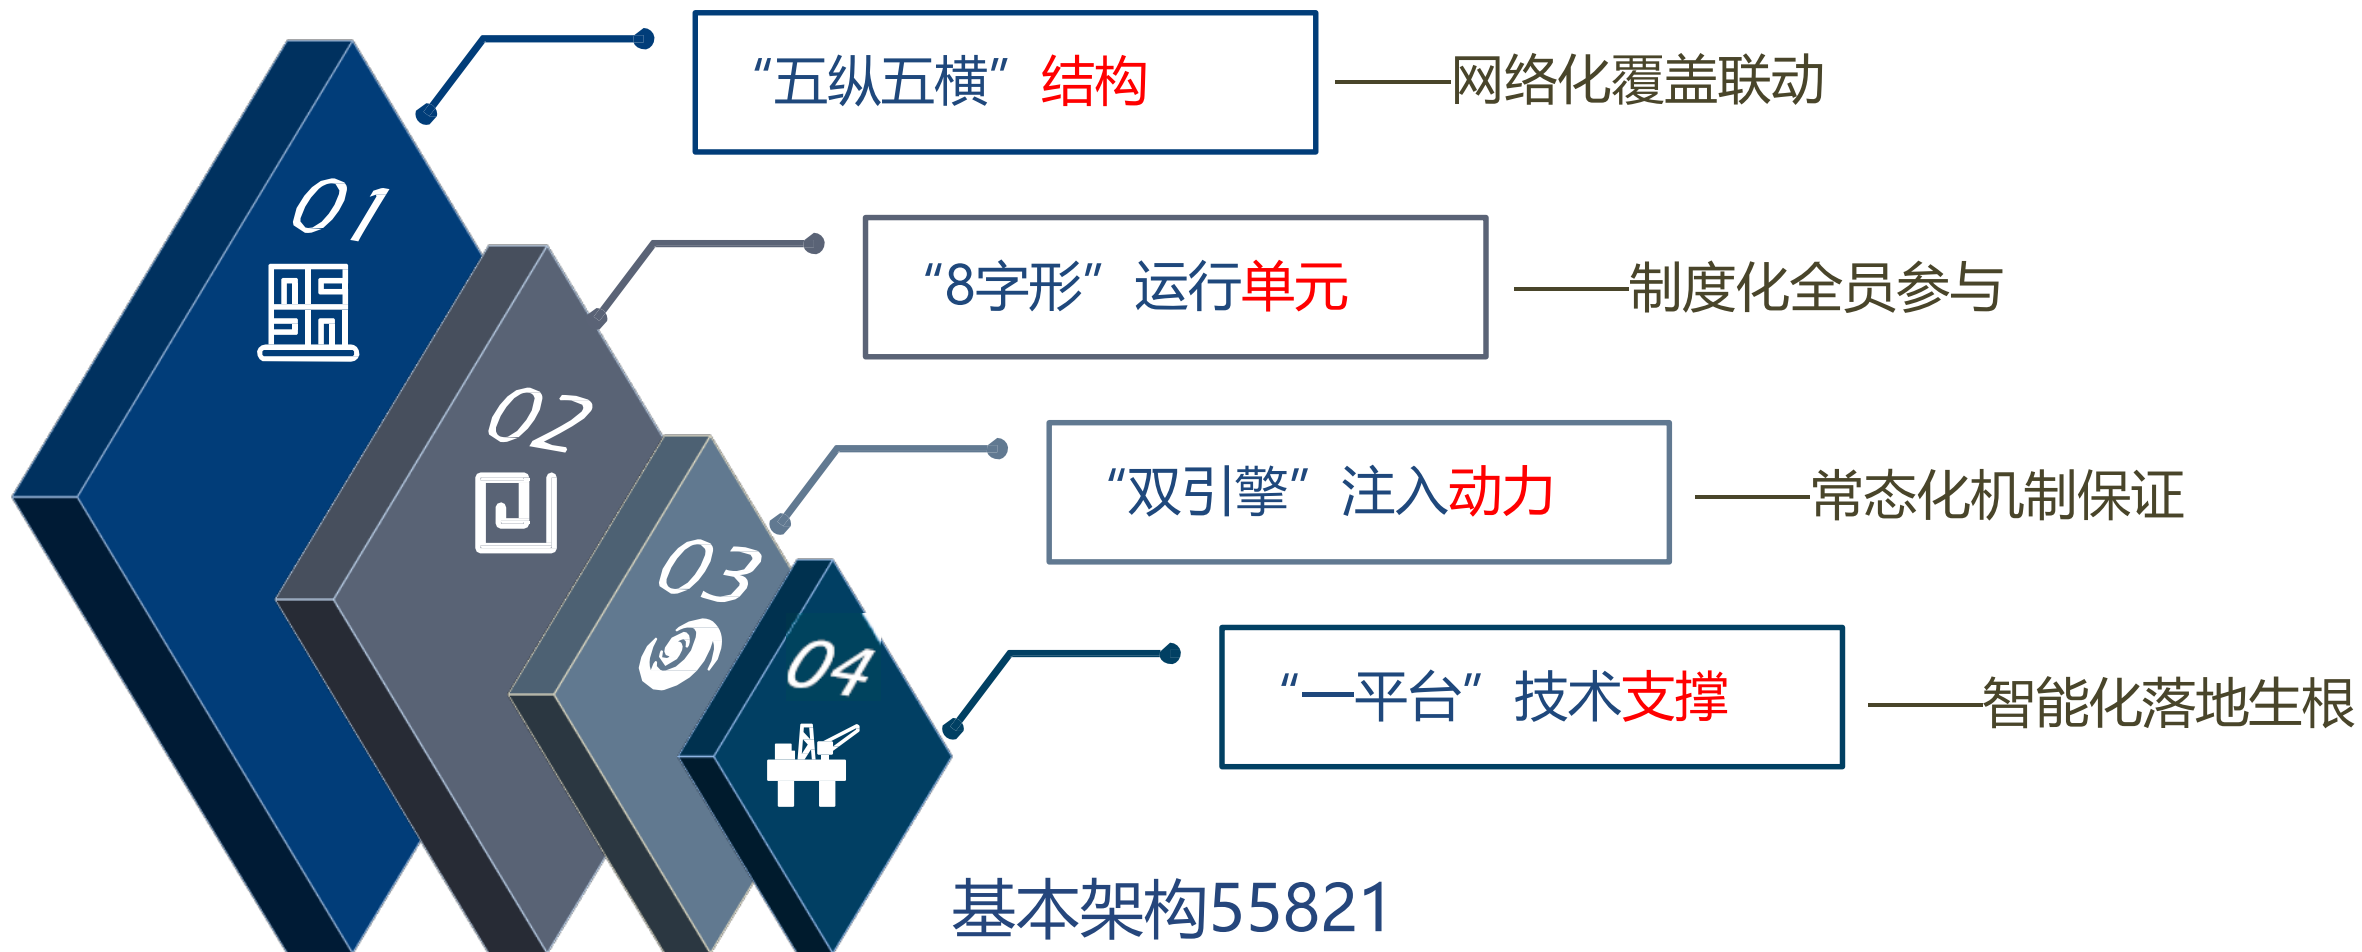 01
“五纵五横” 结构
——网络化覆盖联动
02
“8字形” 运行单元
——制度化全员参与
03
“双引擎” 注入动力
——常态化机制保证
04
“一平台” 技术支撑
——智能化落地生根
基本架构55821